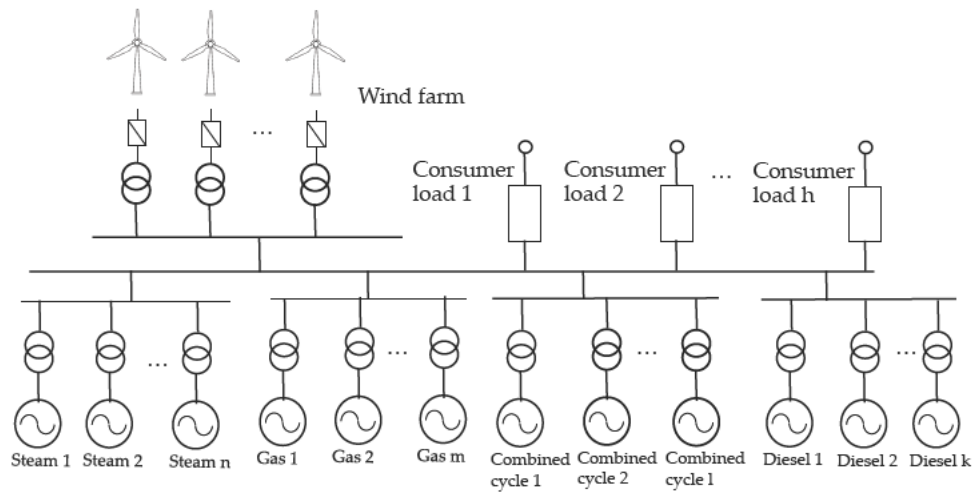 Wind farm
...
Consumer
load 1
Consumer
load 2
...
Consumer
load h
...
...
...
...
Steam 1
Steam 2
Steam n
Gas 1
Gas 2
Gas m
Combined
cycle 1
Combined
cycle 2
Combined
cycle l
Diesel 1
Diesel 2
Diesel k